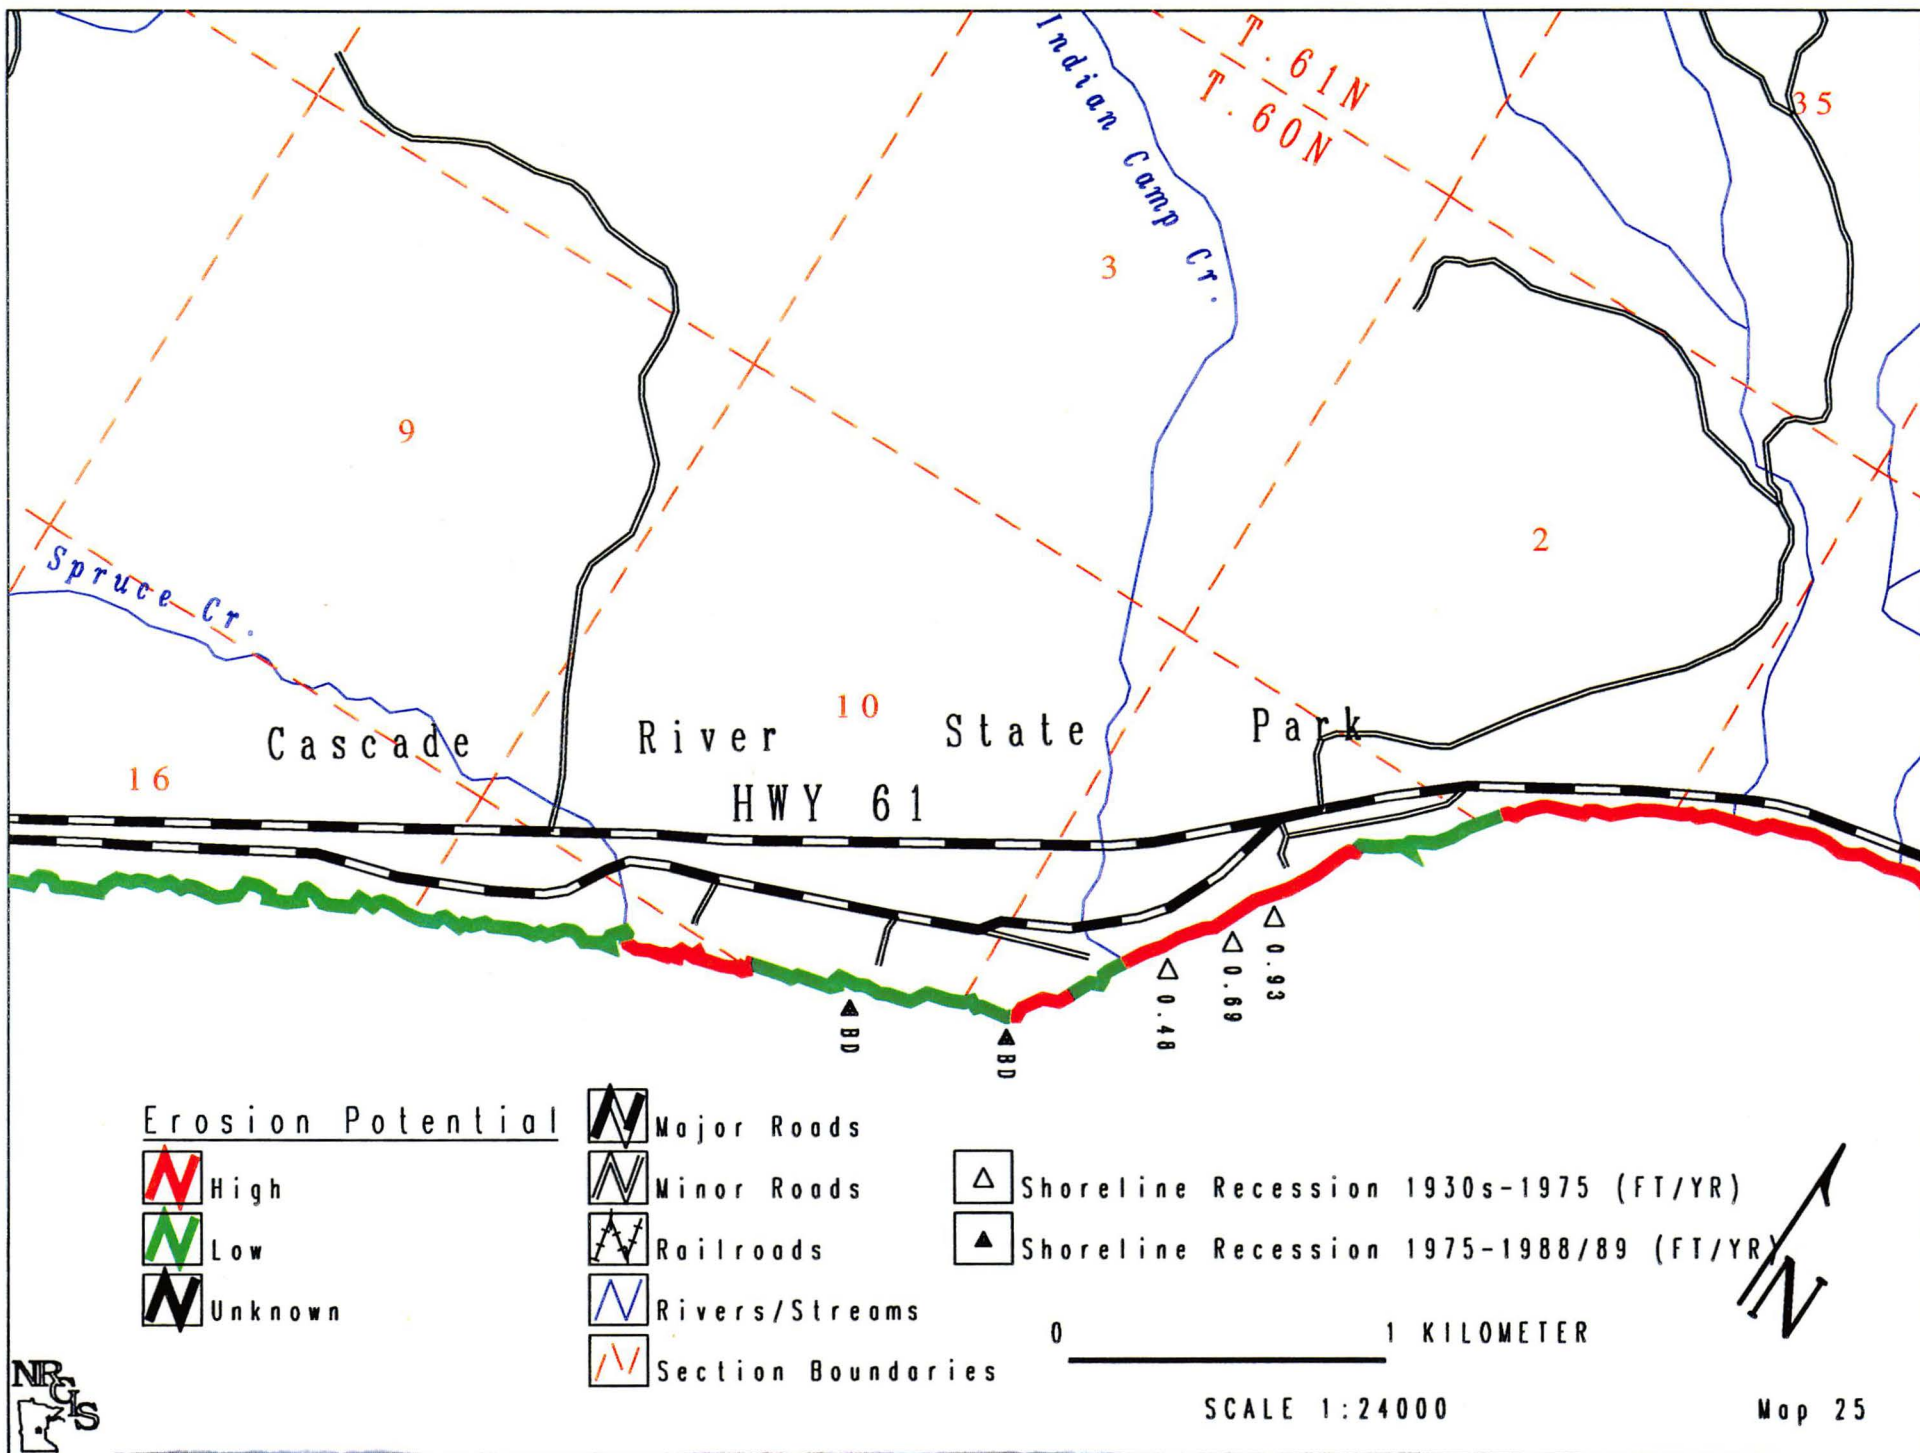 Indian Camp Cr.
T.61N
T.60N
35
3
9
2
Spruce Cr.
10
Cascade River State Park
16
HWY 61
0.93
0.69
0.48
BD
BD
Erosion Potential
High
Low
Unknown
Major Roads
Minor Roads
Railroads
Rivers/Streams
Section Boundaries
Shoreline Recession 1930s-1975 (FT/YR)
Shoreline Recession 1975-1988/89 (FT/YR)
N
0 1 KILOMETER
SCALE 1:24000
Map 25
NRGIS